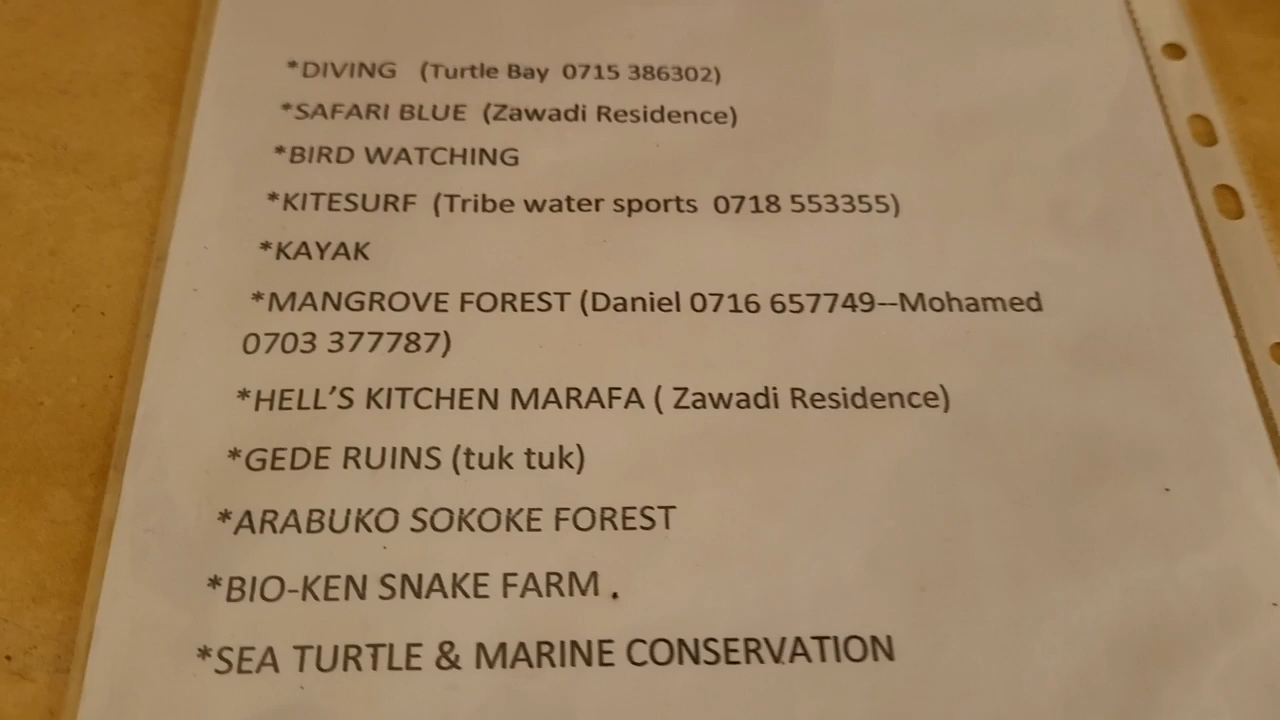 *DIVING (Turtle Bay 0715 386302)
*SAFARI BLUE (Zawadi Residence)
*BIRD WATCHING
*KITESURF (Tribe water sports 0718 553355)
*KAYAK
*MANGROVE FOREST (Daniel 0716 657749--Mohamed
0703 377787)
*HELL'S KITCHEN MARAFA ( Zawadi Residence)
*GEDE RUINS (tuk tuk)
*ARABUKO SOKOKE FOREST
*BIO-KEN SNAKE FARM .
*SEA TURTLE & MARINE CONSERVATION